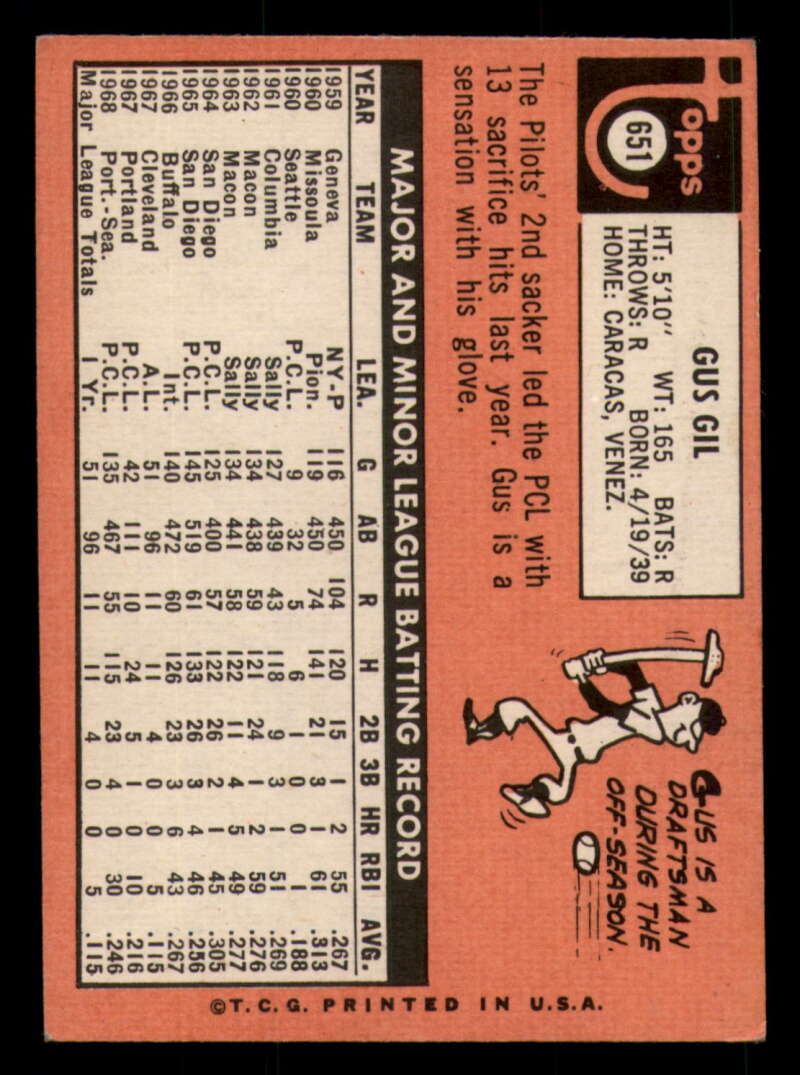 Topps
651
GUS GIL
HT: 5'10" WT: 165 BATS: R
THROWS: R BORN: 4/19/39
HOME: CARACAS, VENEZ.
The Pilots' 2nd sacker led the PCL with
13 sacrifice hits last year. Gus is a
sensation with his glove.
GUS IS A
DRAFTSMAN
DURING THE
OFF-SEASON.
MAJOR AND MINOR LEAGUE BATTING RECORD
YEAR TEAM LEA. G AB R H 2B 3B HR RBI AVG.
1959 Geneva NY-P 116 450 104 120 15 1 2 55 .267
1960 Missoula Pion. 119 450 74 141 21 3 1 61 .313
1960 Seattle P.C.L. 9 32 5 6 1 0 0 1 .188
1961 Columbia Sally 127 439 43 118 9 3 1 51 .269
1962 Macon Sally 134 438 59 121 24 1 2 59 .276
1963 Macon Sally 134 441 58 122 11 4 5 49 .277
1964 San Diego P.C.L. 125 400 57 122 26 2 1 45 .305
1965 San Diego P.C.L. 145 519 61 133 26 3 4 46 .256
1966 Buffalo Int. 140 472 60 126 23 3 6 43 .267
1967 Cleveland A.L. 51 96 11 11 4 0 0 5 .115
1967 Portland P.C.L. 42 111 10 24 5 1 0 10 .216
1968 Port.-Sea. P.C.L. 135 467 55 115 23 4 0 30 .246
Major League Totals 1 Yr. 51 96 11 11 4 0 0 5 .115
©T.C.G. PRINTED IN U.S.A.